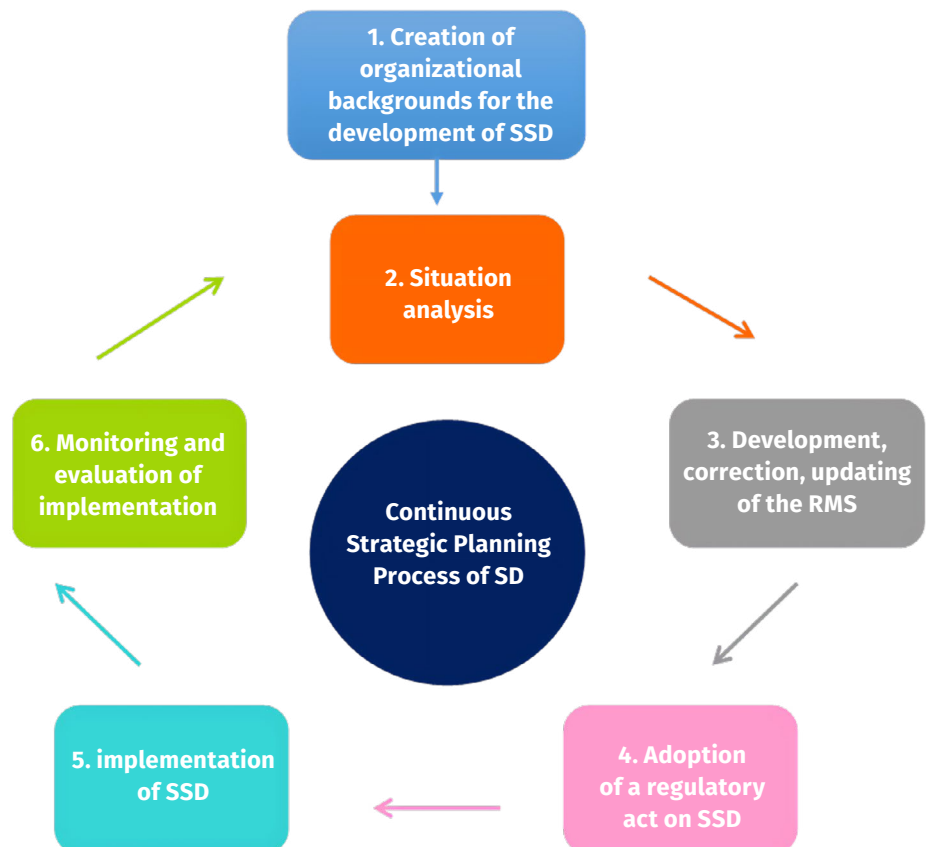 1. Creation of
organizational
backgrounds for the
development of SSD
2. Situation
analysis
3. Development,
correction, updating
of the RMS
4. Adoption
of a regulatory
act on SSD
5. implementation
of SSD
6. Monitoring and
evaluation of
implementation
Continuous
Strategic Planning
Process of SD